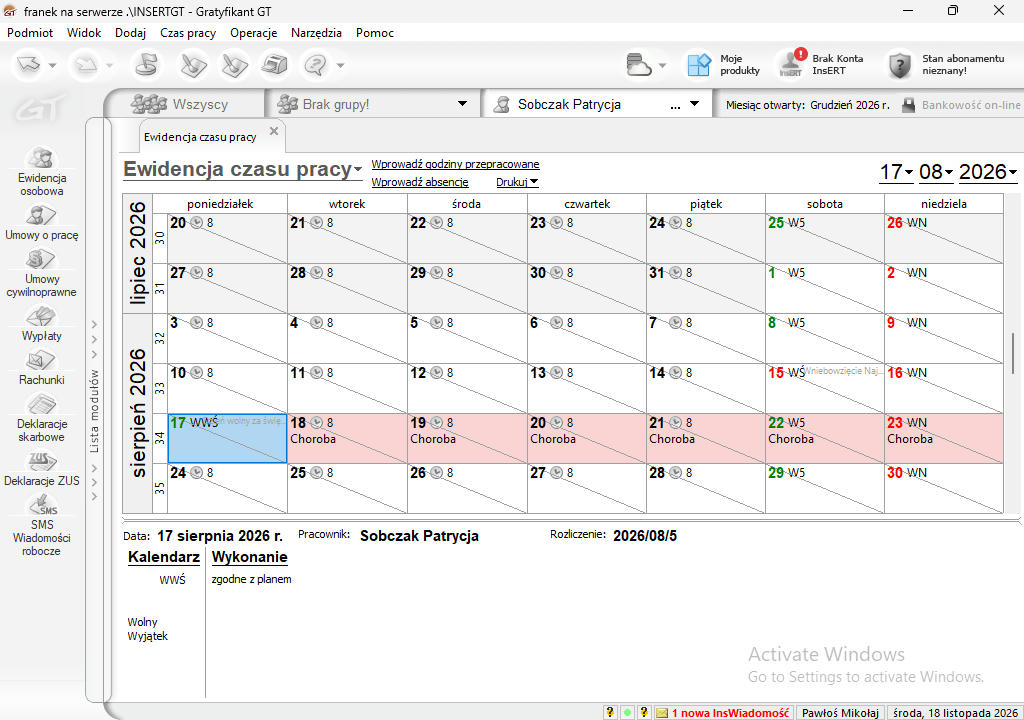 franek na serwerze .\INSERTGT - Gratyfikant GT
Podmiot Widok Dodaj Czas pracy Operacje Narzędzia Pomoc
Moje produkty
Brak Konta InsERT
Stan abonamentu nieznany!
GT
Wszyscy
Brak grupy!
Sobczak Patrycja ...
Miesiąc otwarty: Grudzień 2026 r.
Bankowość on-line
Ewidencja osobowa
Umowy o pracę
Umowy cywilnoprawne
Wypłaty
Rachunki
Deklaracje skarbowe
Deklaracje ZUS
SMS Wiadomości robocze
Lista modułów
Ewidencja czasu pracy
Ewidencja czasu pracy
Wprowadź godziny przepracowane
Wprowadź absencję Drukuj
17 08 2026
poniedziałek wtorek środa czwartek piątek sobota niedziela
lipiec 2026
30 20 8 21 8 22 8 23 8 24 8 25 W5 26 WN
31 27 8 28 8 29 8 30 8 31 8 1 W5 2 WN
sierpień 2026
32 3 8 4 8 5 8 6 8 7 8 8 W5 9 WN
33 10 8 11 8 12 8 13 8 14 8 15 WŚ Wniebowzięcie Naj... 16 WN
34 17 WWŚ wolny za świę... 18 8 19 8 20 8 21 8 22 W5 23 WN
Choroba Choroba Choroba Choroba Choroba Choroba
35 24 8 25 8 26 8 27 8 28 8 29 W5 30 WN
Data: 17 sierpnia 2026 r. Pracownik: Sobczak Patrycja Rozliczenie: 2026/08/5
Kalendarz Wykonanie
WWŚ zgodne z planem
Wolny
Wyjątek
Activate Windows
Go to Settings to activate Windows.
1 nowa InsWiadomość Pawłoś Mikołaj środa, 18 listopada 2026